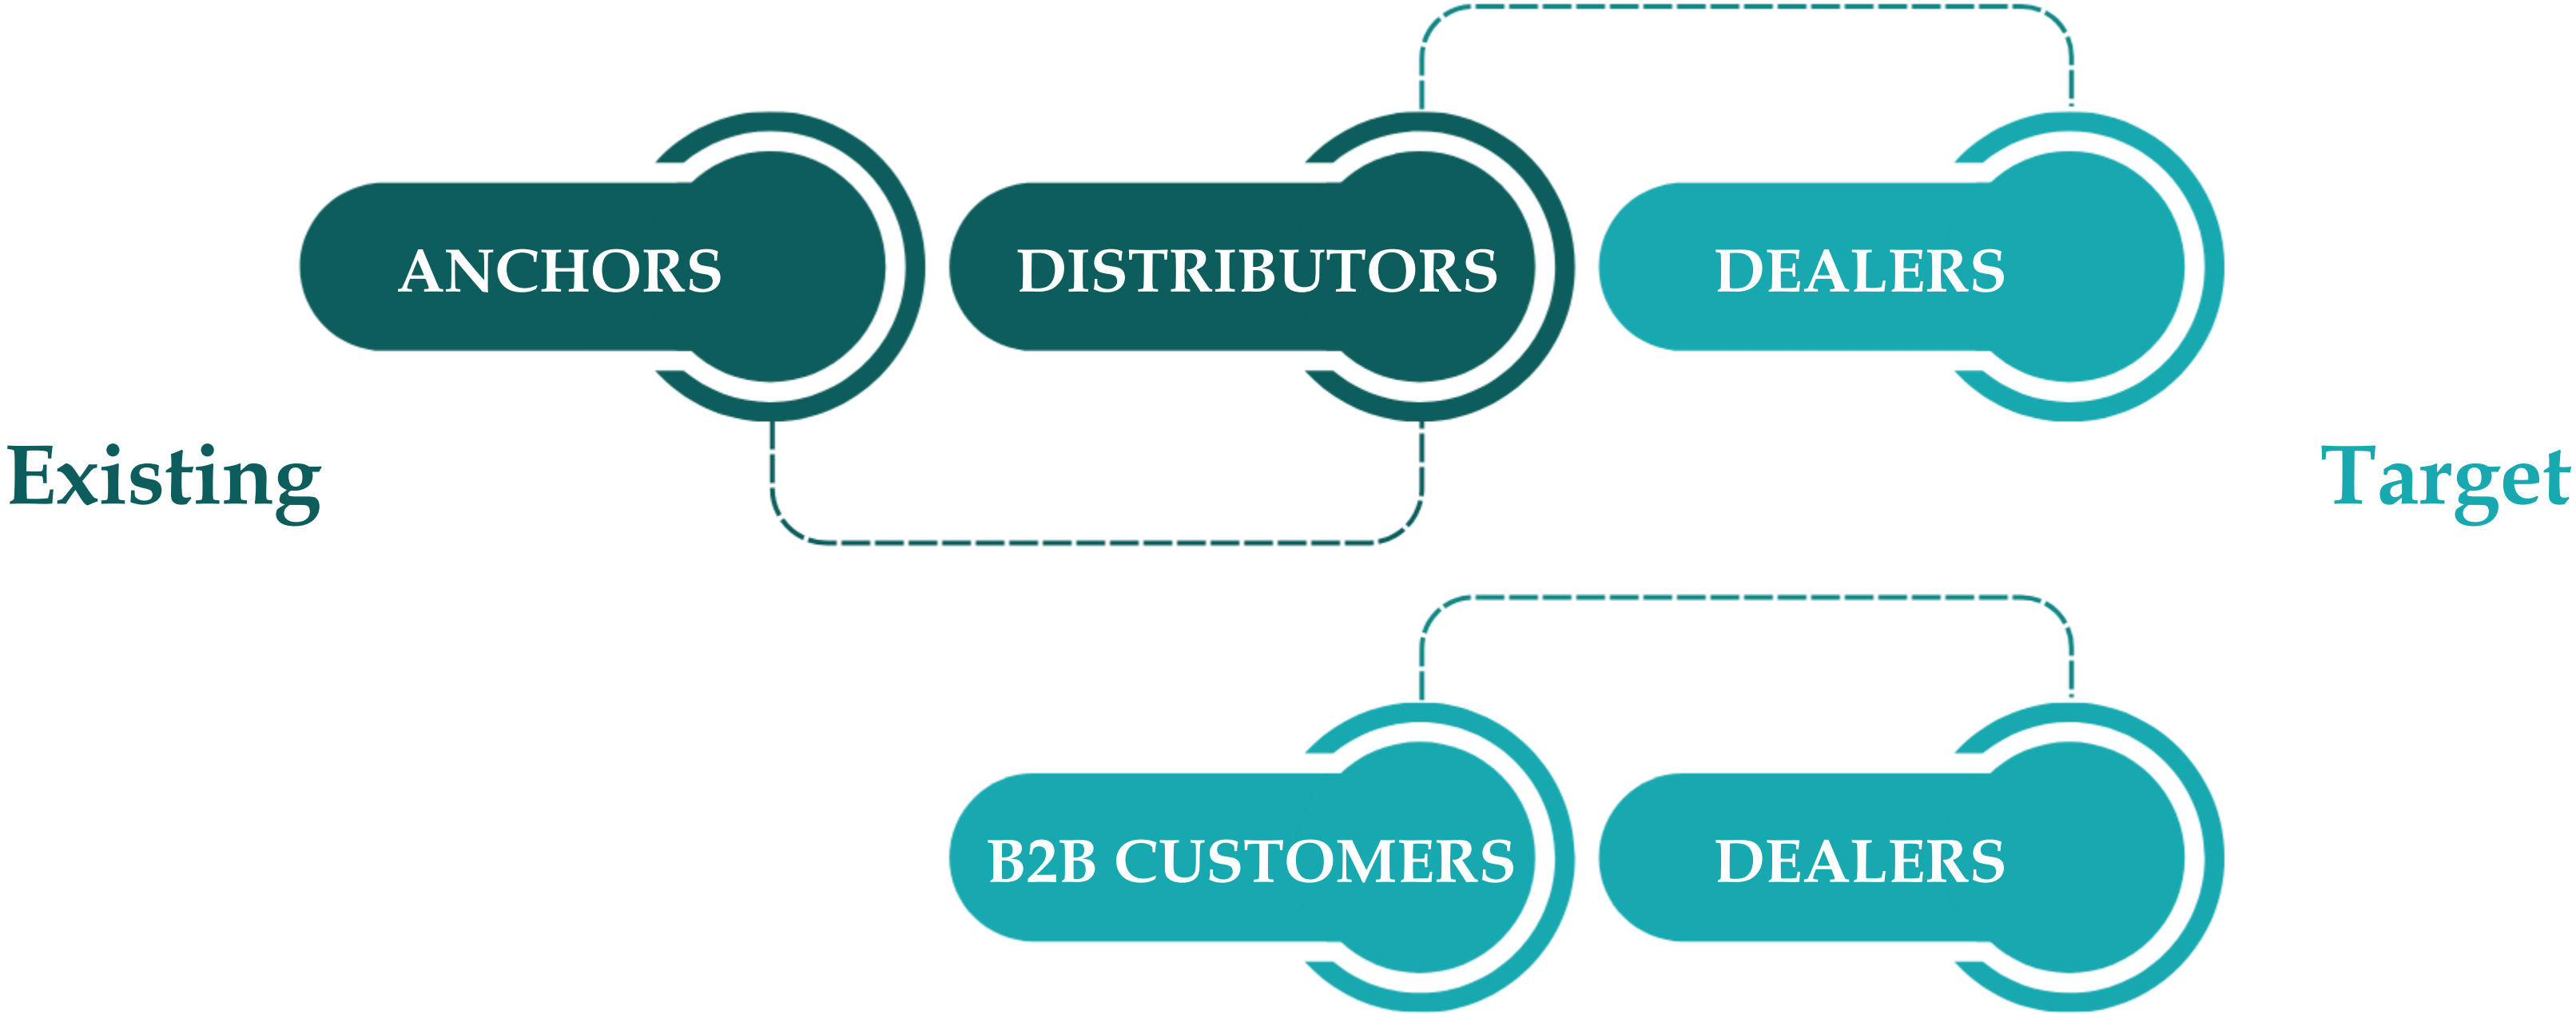 ANCHORS
DISTRIBUTORS
DEALERS
Existing
Target
B2B CUSTOMERS
DEALERS